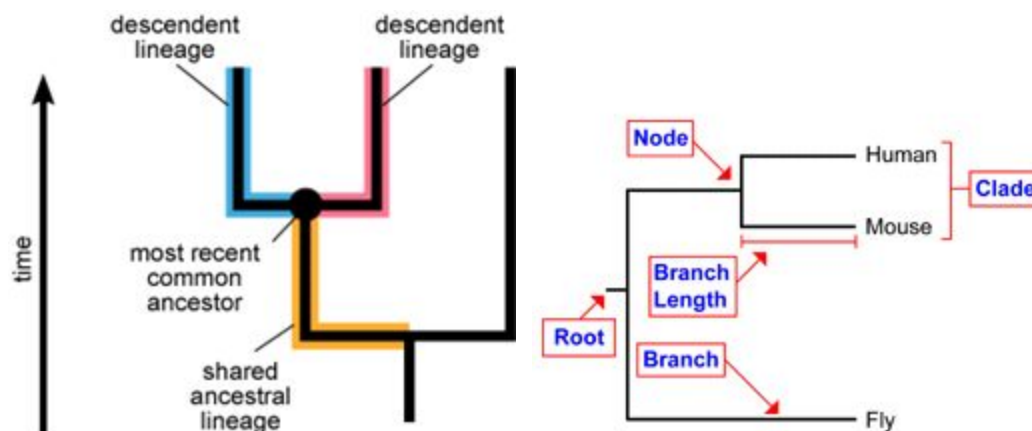 descendent
lineage
descendent
lineage
time
most recent
common
ancestor
shared
ancestral
lineage
Node
Human
Clade
Mouse
Branch
Length
Root
Branch
Fly